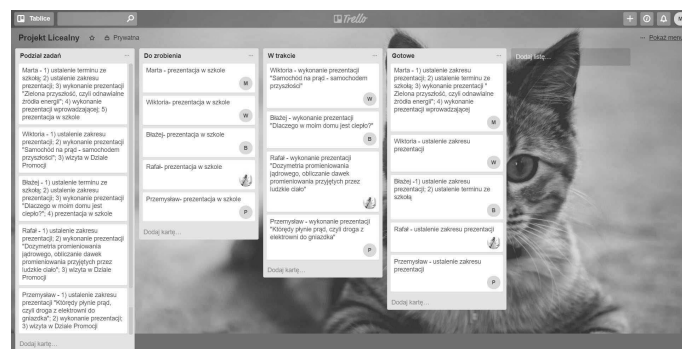 Tablice
Trello
M
Projekt Licealny
Prywatna
Pokaż menu
Podział zadań
Marta - 1) ustalenie terminu ze
szkołą; 2) ustalenie zakresu
prezentacji; 3) wykonanie prezentacji
"Zielona przyszłość, czyli odnawialne
źródła energii"; 4) wykonanie
prezentacji wprowadzającej; 5)
prezentacja w szkole
Wiktoria - 1) ustalenie zakresu
prezentacji; 2) wykonanie prezentacji
"Samochód na prąd - samochodem
przyszłości"; 3) wizyta w Dziale
Promocji
Błażej - 1) ustalenie terminu ze
szkołą; 2) ustalenie zakresu
prezentacji; 3) wykonanie prezentacji
"Dlaczego w moim domu jest
ciepło?"; 4) prezentacja w szkole
Rafał - 1) ustalenie zakresu
prezentacji; 2) wykonanie prezentacji
"Dozymetria promieniowania
jądrowego, obliczanie dawek
promieniowania przyjętych przez
ludzkie ciało"; 3) wizyta w Dziale
Promocji
Przemysław - 1) ustalenie zakresu
prezentacji "Którędy płynie prąd,
czyli droga z elektrowni do
gniazdka"; 2) wykonanie prezentacji;
3) wizyta w Dziale Promocji
Dodaj kartę...
Do zrobienia
Marta - prezentacja w szkole
M
Wiktoria- prezentacja w szkole
W
Błażej- prezentacja w szkole
B
Rafał- prezentacja w szkole
Przemysław- prezentacja w szkole
P
Dodaj kartę...
W trakcie
Wiktoria - wykonanie prezentacji
"Samochód na prąd - samochodem
przyszłości"
W
Błażej - wykonanie prezentacji
"Dlaczego w moim domu jest ciepło?"
B
Rafał - wykonanie prezentacji
"Dozymetria promieniowania
jądrowego, obliczanie dawek
promieniowania przyjętych przez
ludzkie ciało"
Przemysław - wykonanie prezentacji
"Którędy płynie prąd, czyli droga z
elektrowni do gniazdka"
P
Dodaj kartę...
Gotowe
Marta - 1) ustalenie zakresu
prezentacji; 2) ustalenie terminu ze
szkołą; 3) wykonanie prezentacji "
Zielona przyszłość, czyli odnawialne
źródła energii"; 4) wykonanie
prezentacji wprowadzającej
M
Wiktoria - ustalenie zakresu
prezentacji
W
Błażej -1) ustalenie zakresu
prezentacji; 2) ustalenie terminu ze
szkołą
B
Rafał - ustalenie zakresu prezentacji
Przemysław - ustalenie zakresu
prezentacji
P
Dodaj kartę...
Dodaj listę...